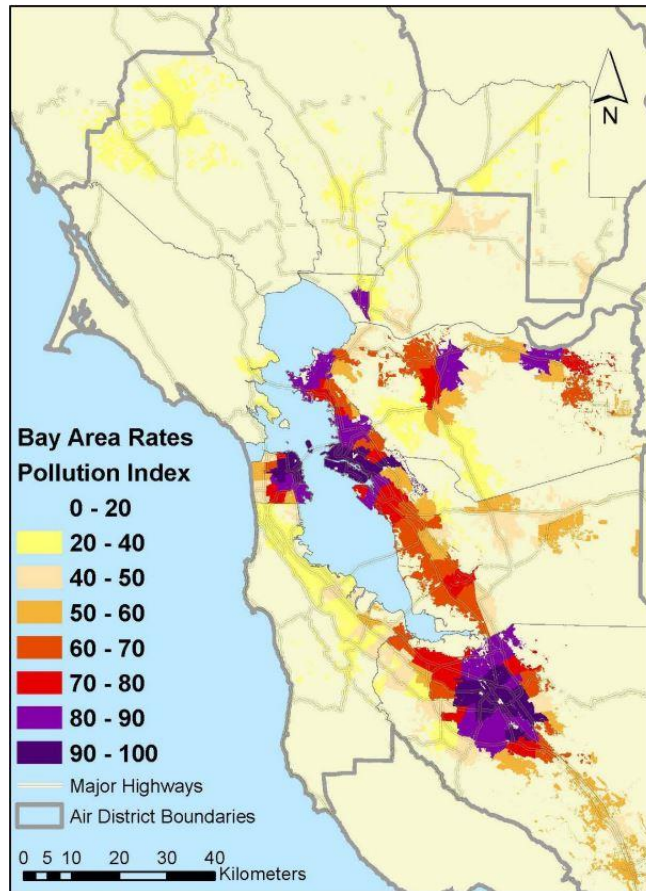 N
Bay Area Rates
Pollution Index
0 - 20
20 - 40
40 - 50
50 - 60
60 - 70
70 - 80
80 - 90
90 - 100
Major Highways
Air District Boundaries
0 5 10 20 30 40
Kilometers